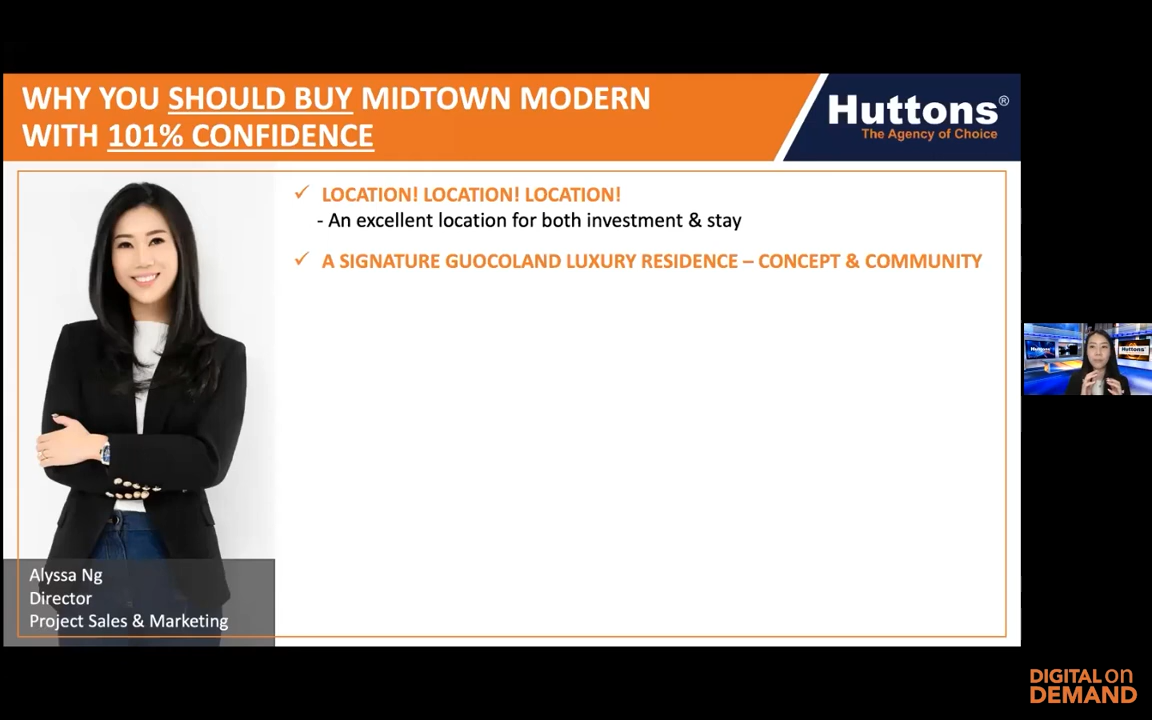 WHY YOU SHOULD BUY MIDTOWN MODERN
WITH 101% CONFIDENCE
Huttons®
The Agency of Choice
✓ LOCATION! LOCATION! LOCATION!
- An excellent location for both investment & stay
✓ A SIGNATURE GUOCOLAND LUXURY RESIDENCE – CONCEPT & COMMUNITY
Alyssa Ng
Director
Project Sales & Marketing
Huttons
Huttons
DIGITAL on
DEMAND